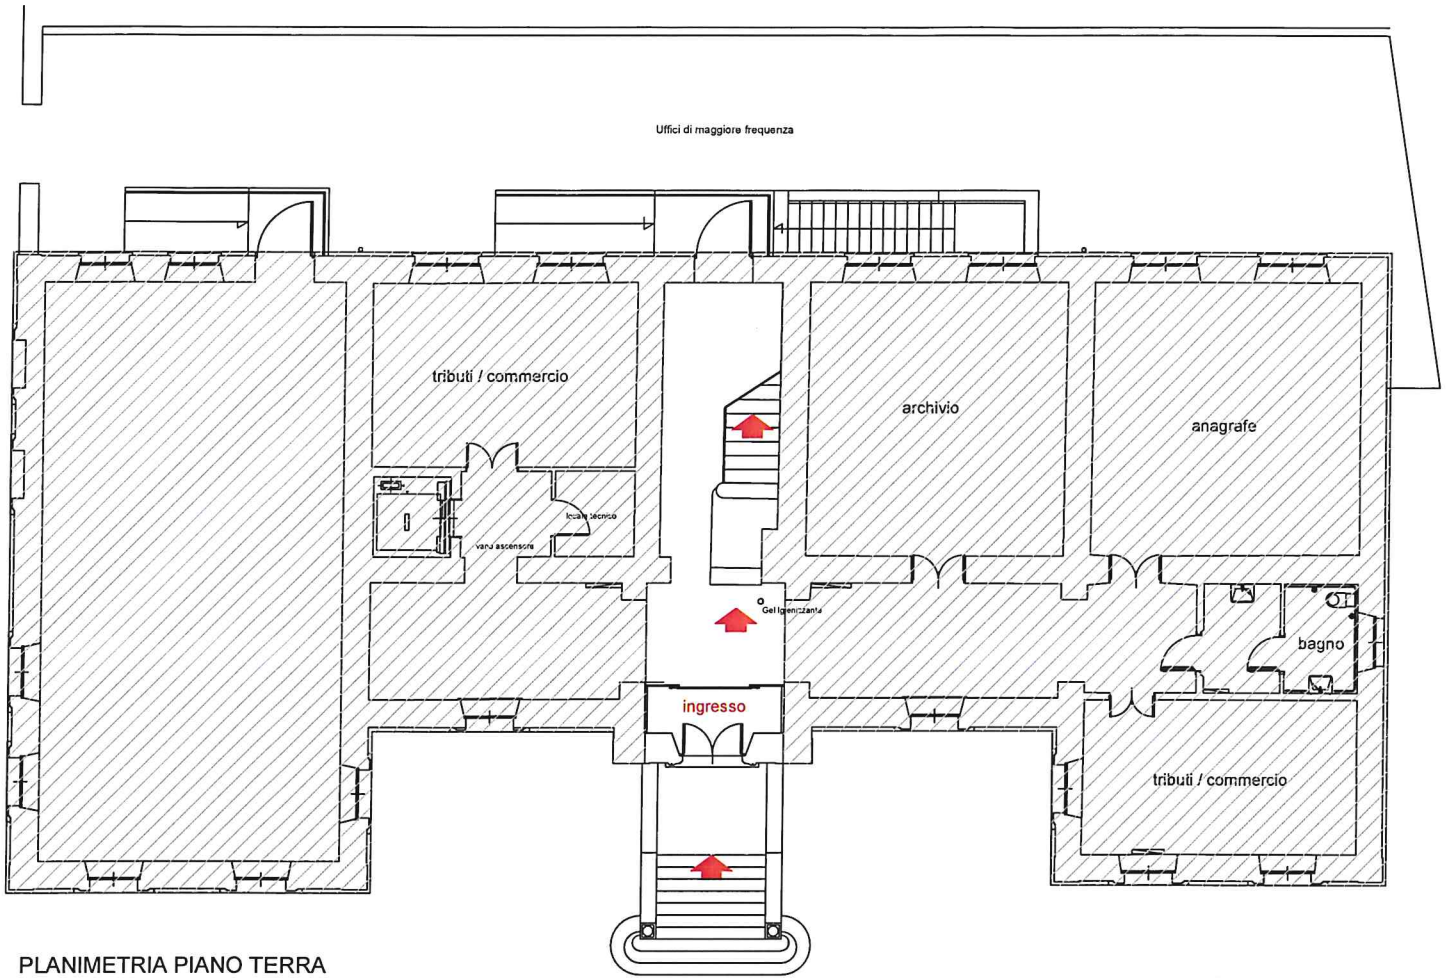 Uffici di maggiore frequenza
tributi / commercio
archivio
anagrafe
locale tecnico
vano ascensore
Gel Igienizzante
bagno
ingresso
tributi / commercio
PLANIMETRIA PIANO TERRA